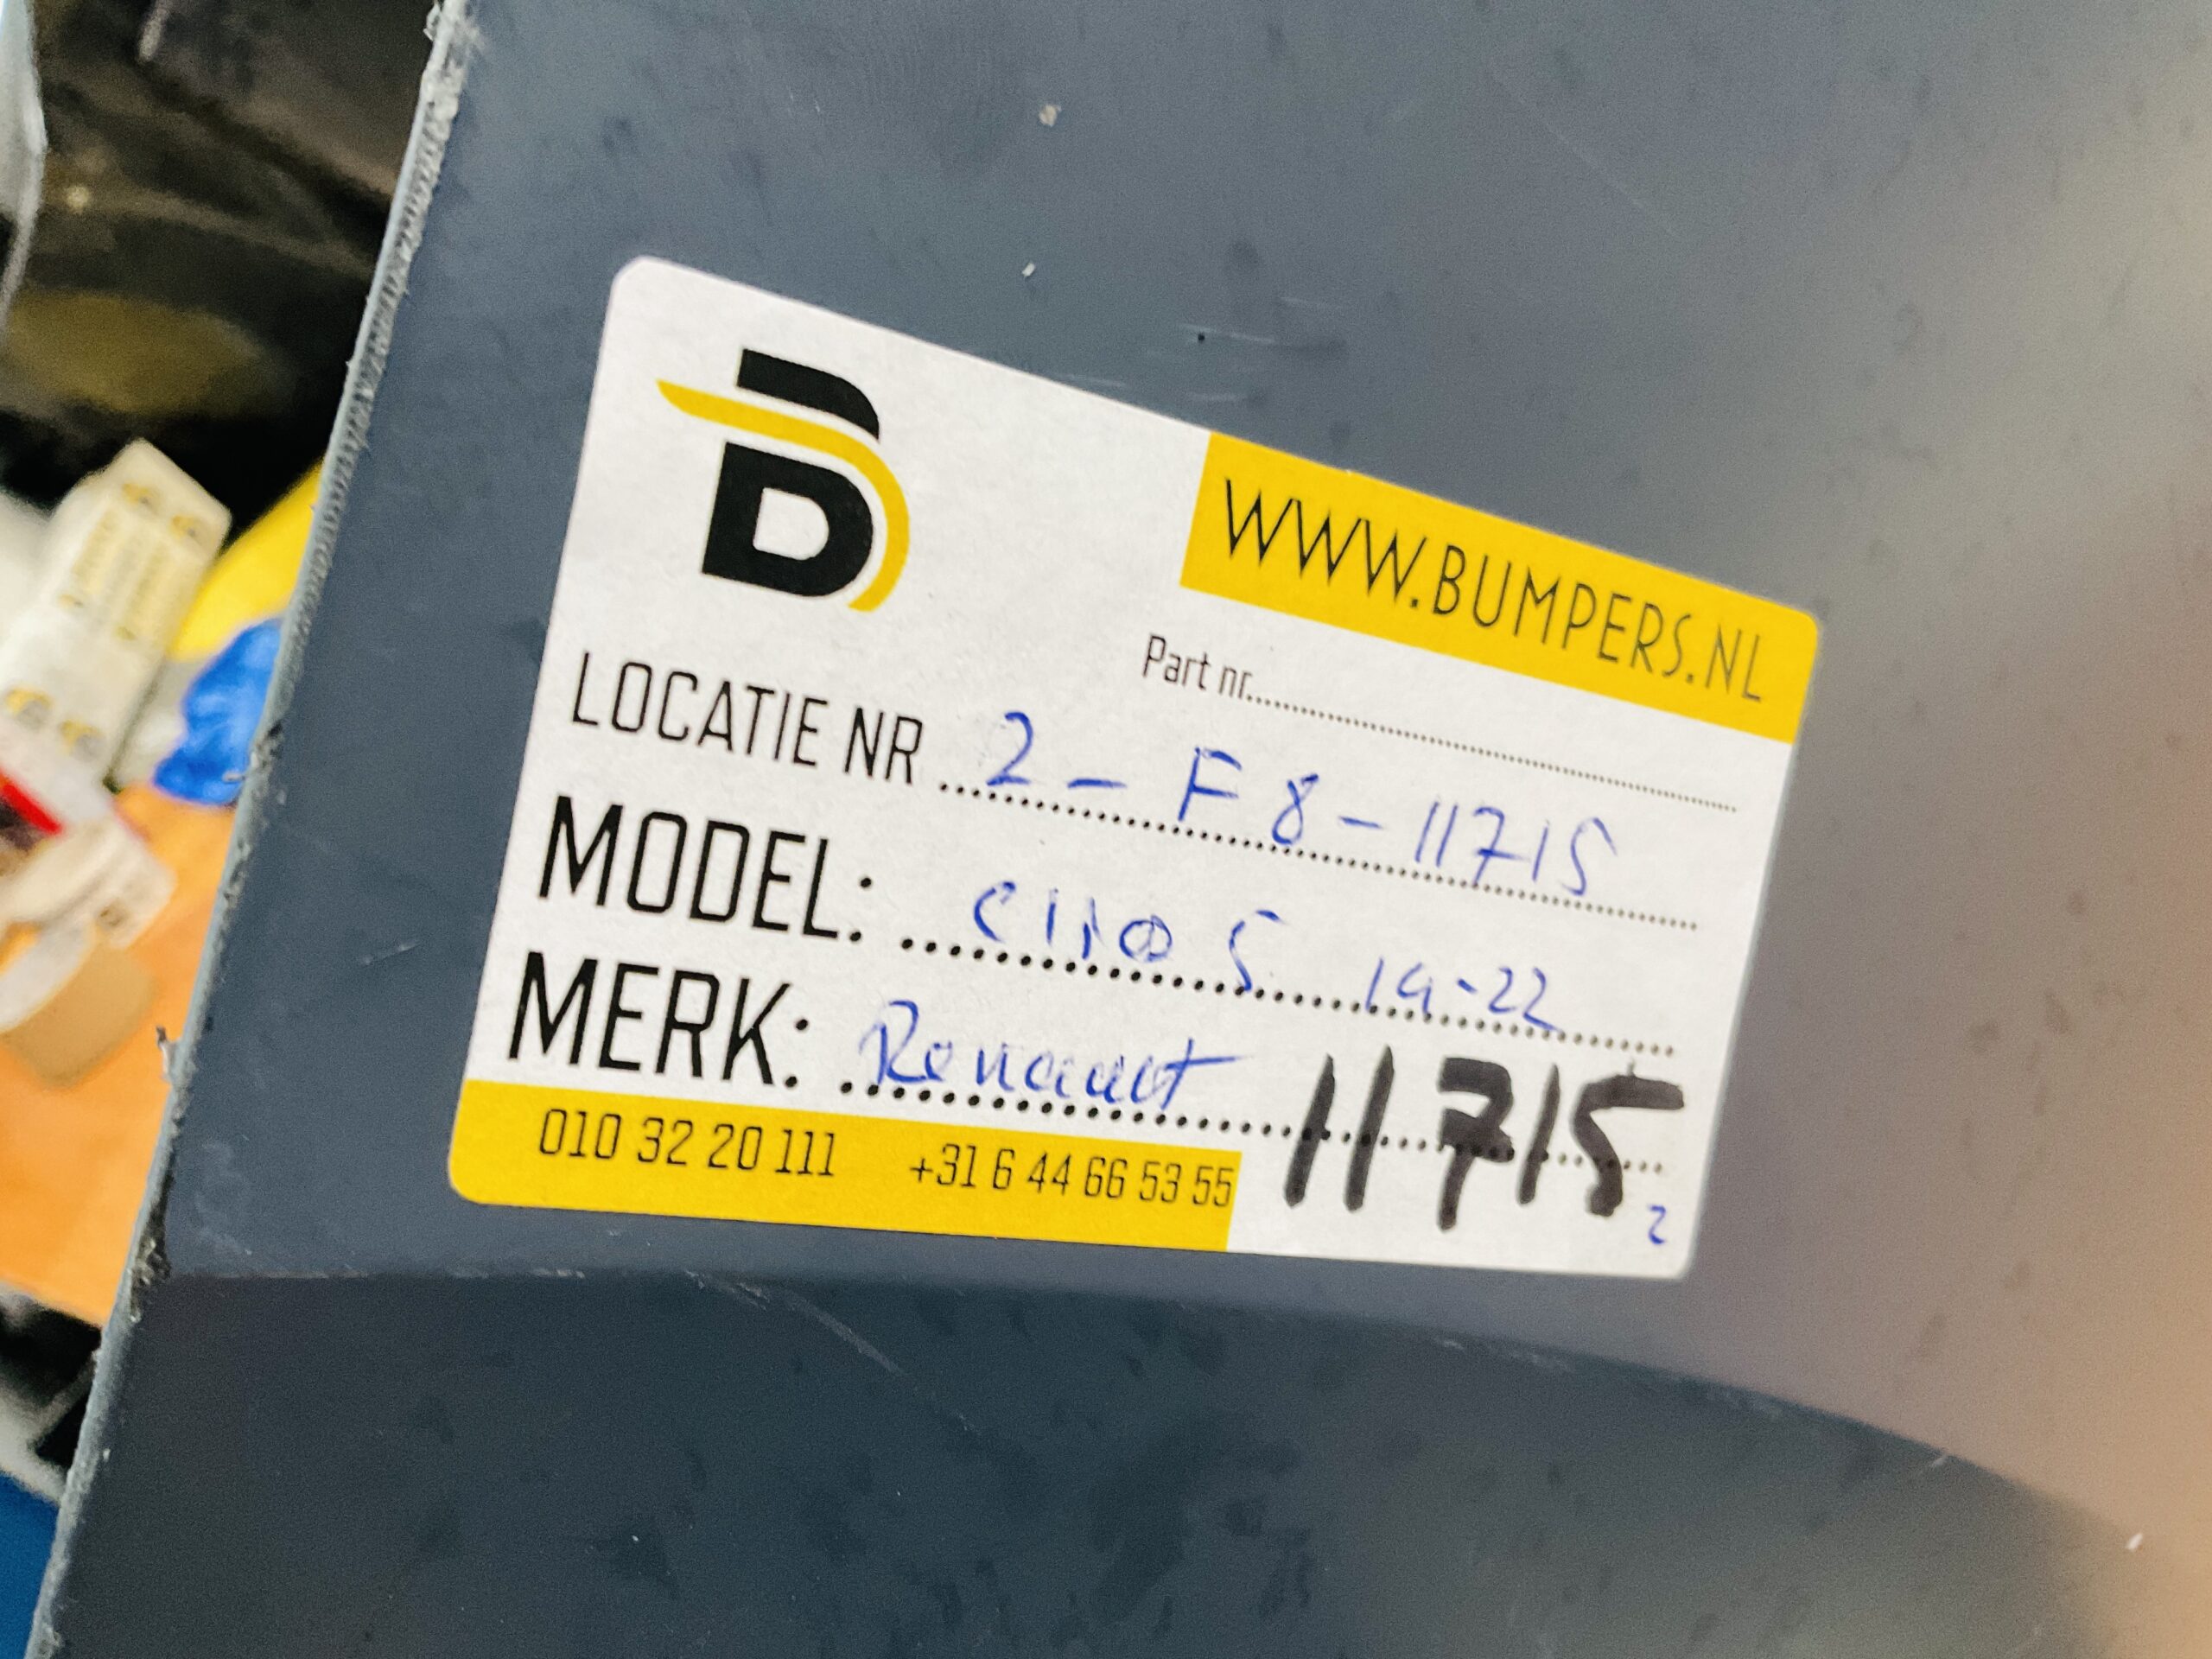 B
WWW.BUMPERS.NL
Part nr.
LOCATIE NR 2 - F8 - 11715
MODEL: Clio 5 19-22
MERK: Renault
11715
2
010 32 20 111 +31 6 44 66 53 55